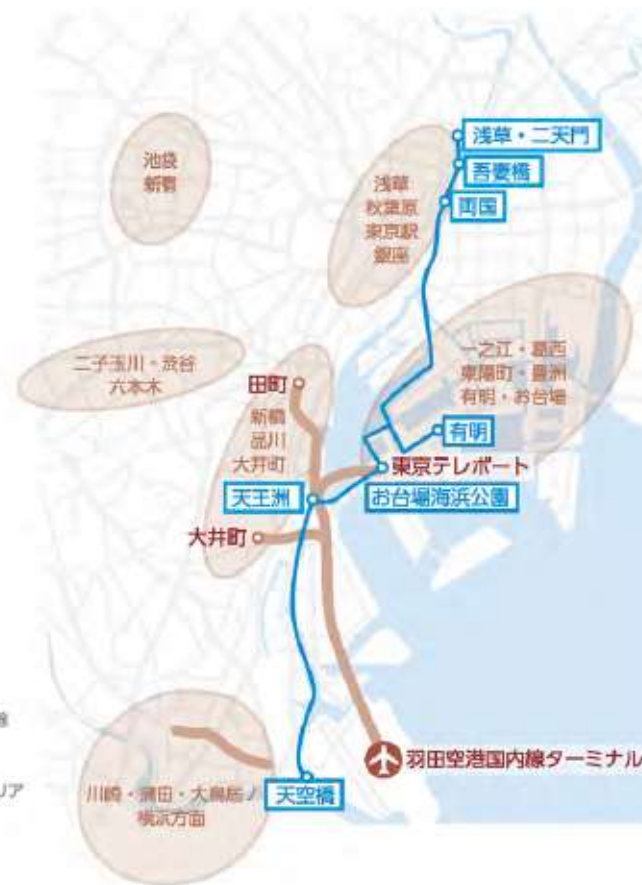 浅草・二天門
吾妻橋
両国
池袋
新宿
浅草
秋葉原
東京駅
銀座
二子玉川・渋谷
六本木
一之江・葛西
東陽町・豊洲
有明・お台場
田町
新橋
品川
大井町
有明
東京テレポート
天王洲
お台場海浜公園
大井町
線
羽田空港国内線ターミナル
リア
川崎・蒲田・大鳥居/
横浜方面
天空橋